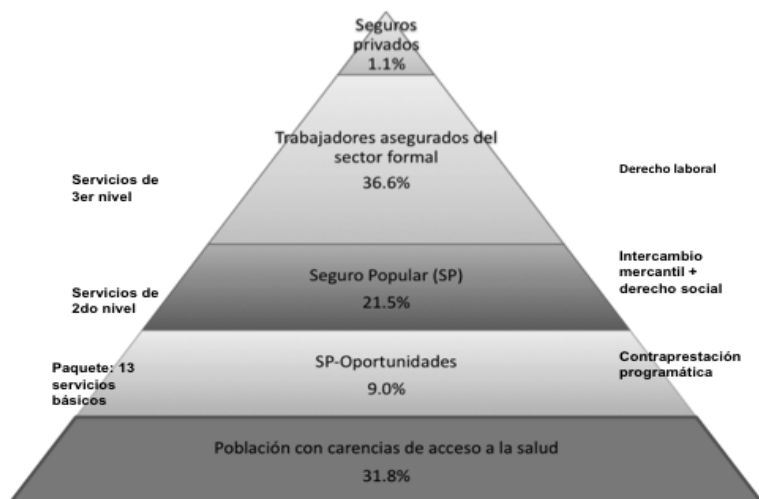 Seguros
privados
1.1%
Trabajadores asegurados del
sector formal
36.6%
Servicios de
3er nivel
Derecho laboral
Seguro Popular (SP)
21.5%
Servicios de
2do nivel
Intercambio
mercantil +
derecho social
SP-Oportunidades
9.0%
Paquete: 13
servicios
básicos
Contraprestación
programática
Población con carencias de acceso a la salud
31.8%